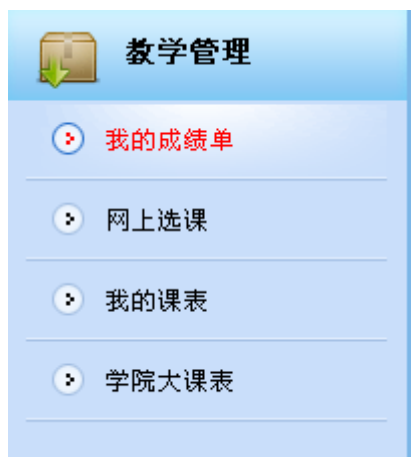 教学管理
我的成绩单
网上选课
我的课表
学院大课表